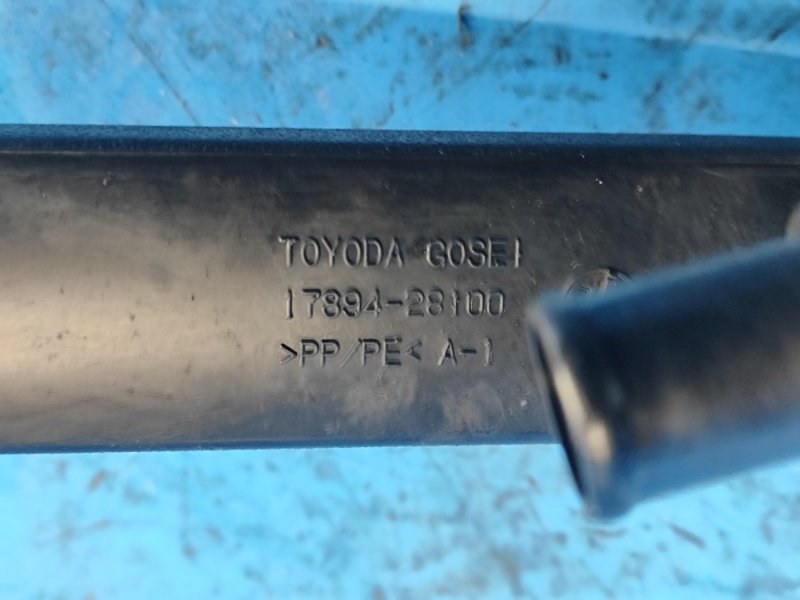 TOYODA GOSEI
17894-28100
>PP/PE< A-1